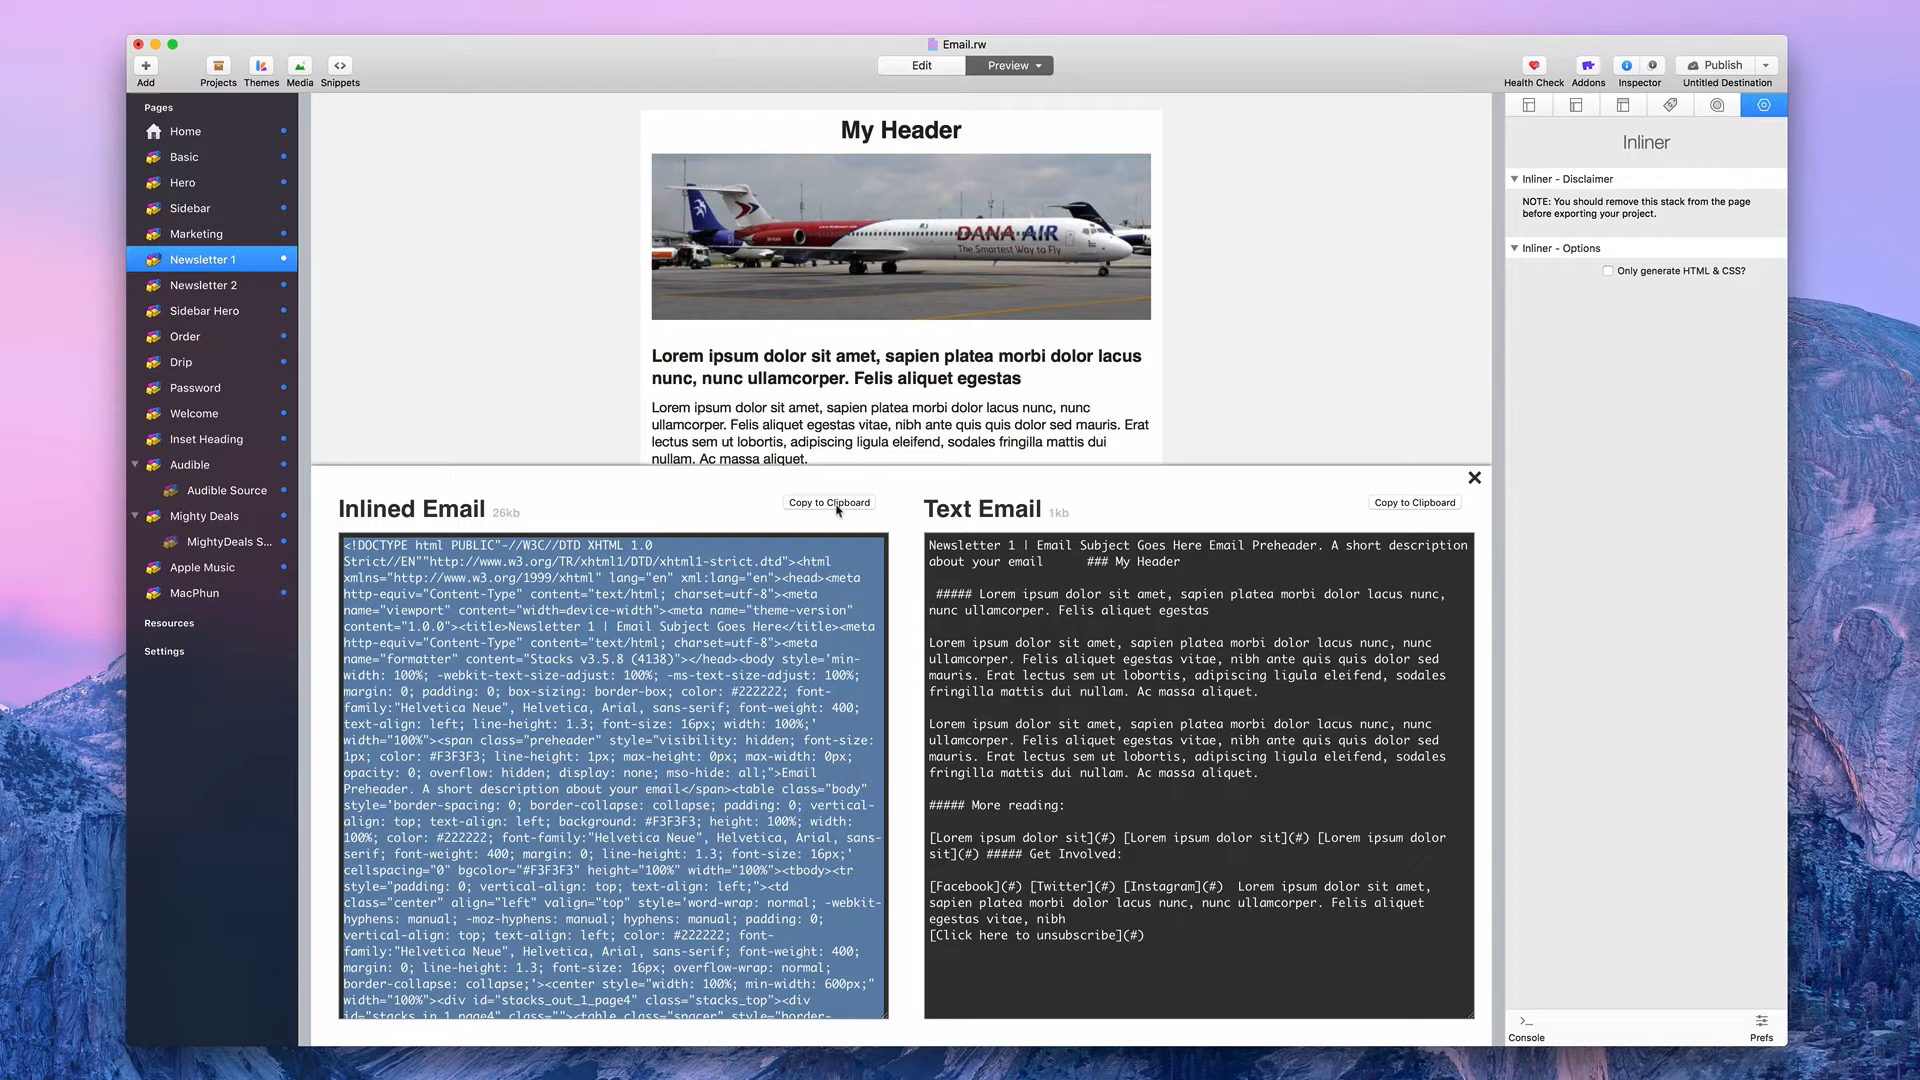 Email.rw
Add
Projects
Themes
Media
Snippets
Edit
Preview
Health Check
Addons
Inspector
Publish
Untitled Destination
Pages
Home
Basic
Hero
Sidebar
Marketing
Newsletter 1
Newsletter 2
Sidebar Hero
Order
Drip
Password
Welcome
Inset Heading
Audible
Audible Source
Mighty Deals
MightyDeals S...
Apple Music
MacPhun
Resources
Settings
My Header
DANA AIR
The Smartest Way to Fly
Lorem ipsum dolor sit amet, sapien platea morbi dolor lacus
nunc, nunc ullamcorper. Felis aliquet egestas
Lorem ipsum dolor sit amet, sapien platea morbi dolor lacus nunc, nunc
ullamcorper. Felis aliquet egestas vitae, nibh ante quis quis dolor sed mauris. Erat
lectus sem ut lobortis, adipiscing ligula eleifend, sodales fringilla mattis dui
nullam. Ac massa aliquet.
Inlined Email 26kb
Copy to Clipboard
<!DOCTYPE html PUBLIC"-//W3C//DTD XHTML 1.0
Strict//EN""http://www.w3.org/TR/xhtml1/DTD/xhtml1-strict.dtd"><html
xmlns="http://www.w3.org/1999/xhtml" lang="en" xml:lang="en"><head><meta
http-equiv="Content-Type" content="text/html; charset=utf-8"><meta
name="viewport" content="width=device-width"><meta name="theme-version"
content="1.0.0"><title>Newsletter 1 | Email Subject Goes Here</title><meta
http-equiv="Content-Type" content="text/html; charset=utf-8"><meta
name="formatter" content="Stacks v3.5.8 (4138)"></head><body style='min-
width: 100%; -webkit-text-size-adjust: 100%; -ms-text-size-adjust: 100%;
margin: 0; padding: 0; box-sizing: border-box; color: #222222; font-
family:"Helvetica Neue", Helvetica, Arial, sans-serif; font-weight: 400;
text-align: left; line-height: 1.3; font-size: 16px; width: 100%;'
width="100%"><span class="preheader" style="visibility: hidden; font-size:
1px; color: #F3F3F3; line-height: 1px; max-height: 0px; max-width: 0px;
opacity: 0; overflow: hidden; display: none; mso-hide: all;">Email
Preheader. A short description about your email</span><table class="body"
style='border-spacing: 0; border-collapse: collapse; padding: 0; vertical-
align: top; text-align: left; background: #F3F3F3; height: 100%; width:
100%; color: #222222; font-family:"Helvetica Neue", Helvetica, Arial, sans-
serif; font-weight: 400; margin: 0; line-height: 1.3; font-size: 16px;'
cellspacing="0" bgcolor="#F3F3F3" height="100%" width="100%"><tbody><tr
style="padding: 0; vertical-align: top; text-align: left;"><td
class="center" align="left" valign="top" style='word-wrap: normal; -webkit-
hyphens: manual; -moz-hyphens: manual; hyphens: manual; padding: 0;
vertical-align: top; text-align: left; color: #222222; font-
family:"Helvetica Neue", Helvetica, Arial, sans-serif; font-weight: 400;
margin: 0; line-height: 1.3; font-size: 16px; overflow-wrap: normal;
border-collapse: collapse;'><center style="width: 100%; min-width: 600px;"
width="100%"><div id="stacks_out_1_page4" class="stacks_top"><div
id="stacks_in_1_page4" class=""><table class="spacer" style="border-
Text Email 1kb
Copy to Clipboard
Newsletter 1 | Email Subject Goes Here Email Preheader. A short description
about your email ### My Header
##### Lorem ipsum dolor sit amet, sapien platea morbi dolor lacus nunc,
nunc ullamcorper. Felis aliquet egestas
Lorem ipsum dolor sit amet, sapien platea morbi dolor lacus nunc, nunc
ullamcorper. Felis aliquet egestas vitae, nibh ante quis quis dolor sed
mauris. Erat lectus sem ut lobortis, adipiscing ligula eleifend, sodales
fringilla mattis dui nullam. Ac massa aliquet.
Lorem ipsum dolor sit amet, sapien platea morbi dolor lacus nunc, nunc
ullamcorper. Felis aliquet egestas vitae, nibh ante quis quis dolor sed
mauris. Erat lectus sem ut lobortis, adipiscing ligula eleifend, sodales
fringilla mattis dui nullam. Ac massa aliquet.
##### More reading:
[Lorem ipsum dolor sit](#) [Lorem ipsum dolor sit](#) [Lorem ipsum dolor
sit](#) ##### Get Involved:
[Facebook](#) [Twitter](#) [Instagram](#) Lorem ipsum dolor sit amet,
sapien platea morbi dolor lacus nunc, nunc ullamcorper. Felis aliquet
egestas vitae, nibh
[Click here to unsubscribe](#)
Inliner
Inliner - Disclaimer
NOTE: You should remove this stack from the page
before exporting your project.
Inliner - Options
Only generate HTML & CSS?
Console
Prefs